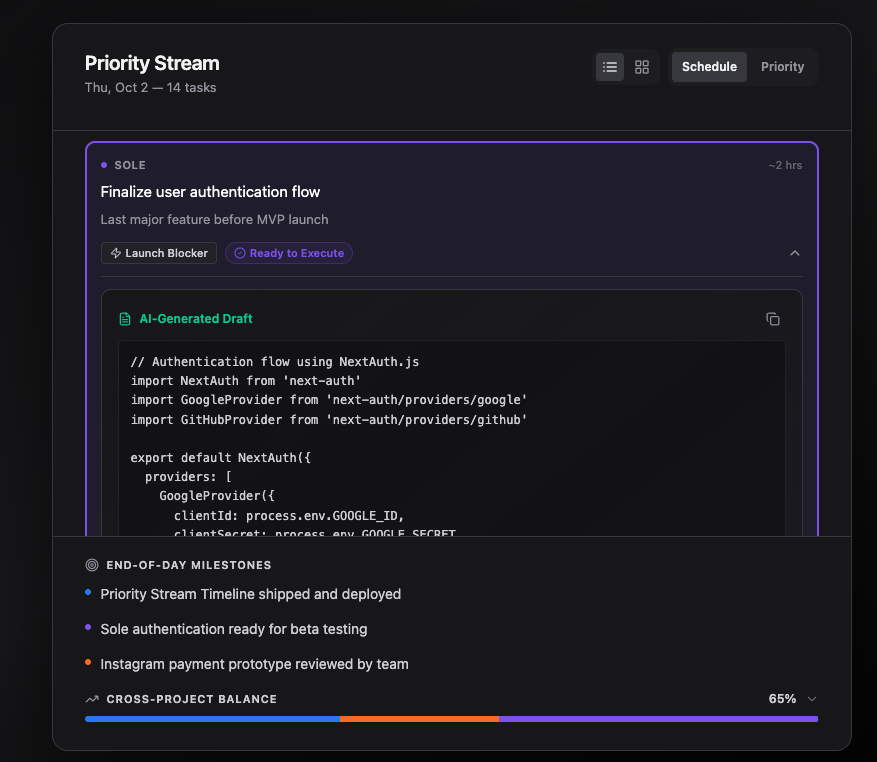 Priority Stream
Thu, Oct 2 — 14 tasks
Schedule
Priority
SOLE
~2 hrs
Finalize user authentication flow
Last major feature before MVP launch
Launch Blocker
Ready to Execute
AI-Generated Draft
// Authentication flow using NextAuth.js
import NextAuth from 'next-auth'
import GoogleProvider from 'next-auth/providers/google'
import GitHubProvider from 'next-auth/providers/github'
export default NextAuth({
providers: [
GoogleProvider({
clientId: process.env.GOOGLE_ID,
clientSecret: process.env.GOOGLE_SECRET
END-OF-DAY MILESTONES
Priority Stream Timeline shipped and deployed
Sole authentication ready for beta testing
Instagram payment prototype reviewed by team
CROSS-PROJECT BALANCE
65%